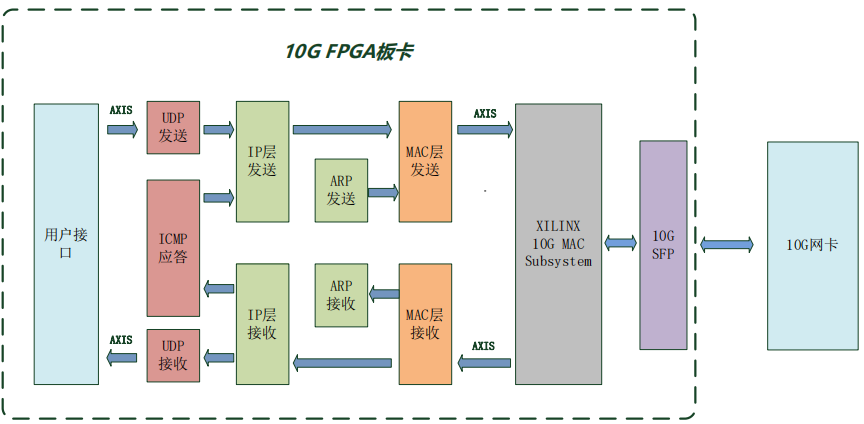 10G FPGA板卡
用户接
口
AXIS
UDP
发送
IP层
发送
ARP
发送
MAC层
发送
AXIS
ICMP
应答
XILINX
10G MAC
Subsystem
10G
SFP
10G网卡
AXIS
UDP
接收
IP层
接收
ARP
接收
MAC层
接收
AXIS